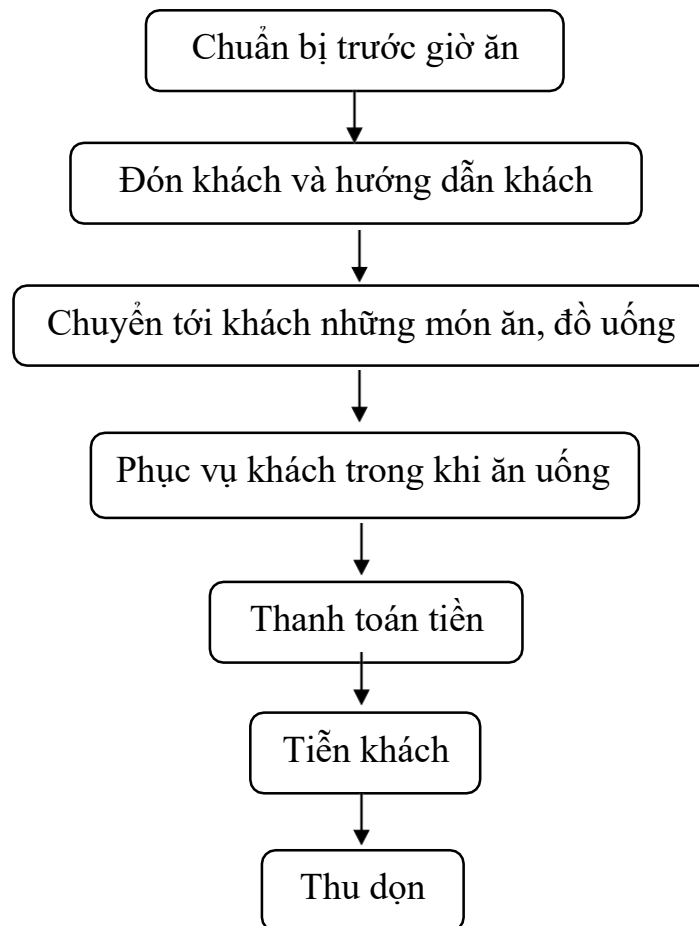 Chuẩn bị trước giờ ăn
Đón khách và hướng dẫn khách
Chuyển tới khách những món ăn, đồ uống
Phục vụ khách trong khi ăn uống
Thanh toán tiền
Tiễn khách
Thu dọn